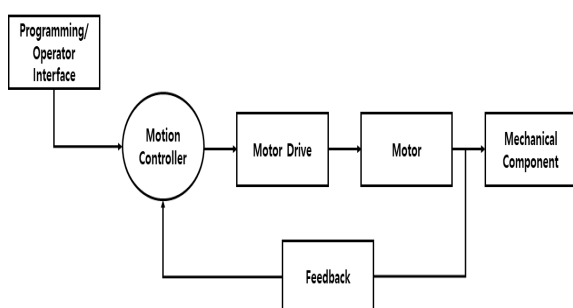 Programming/
Operator
Interface
Motion
Controller
Motor Drive
Motor
Mechanical
Component
Feedback